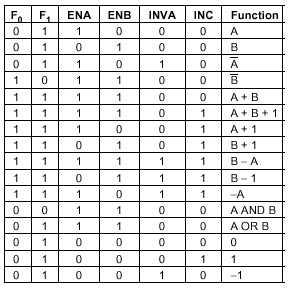 F₀ F₁ ENA ENB INVA INC Function
0 1 1 0 0 0 A
0 1 0 1 0 0 B
0 1 1 0 1 0 A̅
1 0 1 1 0 0 B̅
1 1 1 1 0 0 A + B
1 1 1 1 0 1 A + B + 1
1 1 1 0 0 1 A + 1
1 1 0 1 0 1 B + 1
1 1 1 1 1 1 B – A
1 1 0 1 1 1 B – 1
1 1 1 0 1 1 –A
0 0 1 1 0 0 A AND B
0 1 1 1 0 0 A OR B
0 1 0 0 0 0 0
0 1 0 0 0 1 1
0 1 0 0 1 0 –1